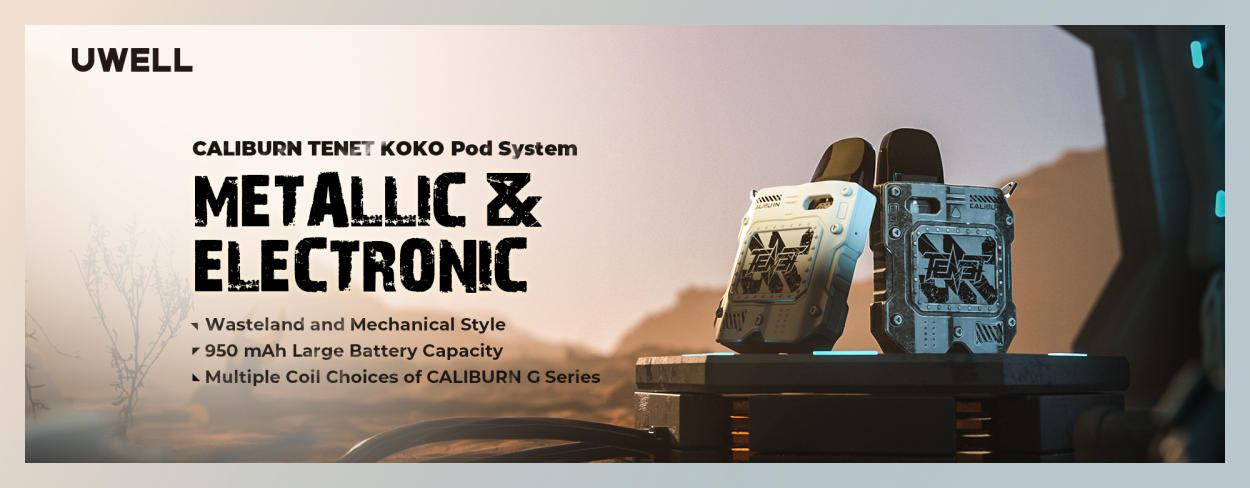 UWELL
CALIBURN TENET KOKO Pod System
METALLIC &
ELECTRONIC
Wasteland and Mechanical Style
950 mAh Large Battery Capacity
Multiple Coil Choices of CALIBURN G Series
TENET
TENET